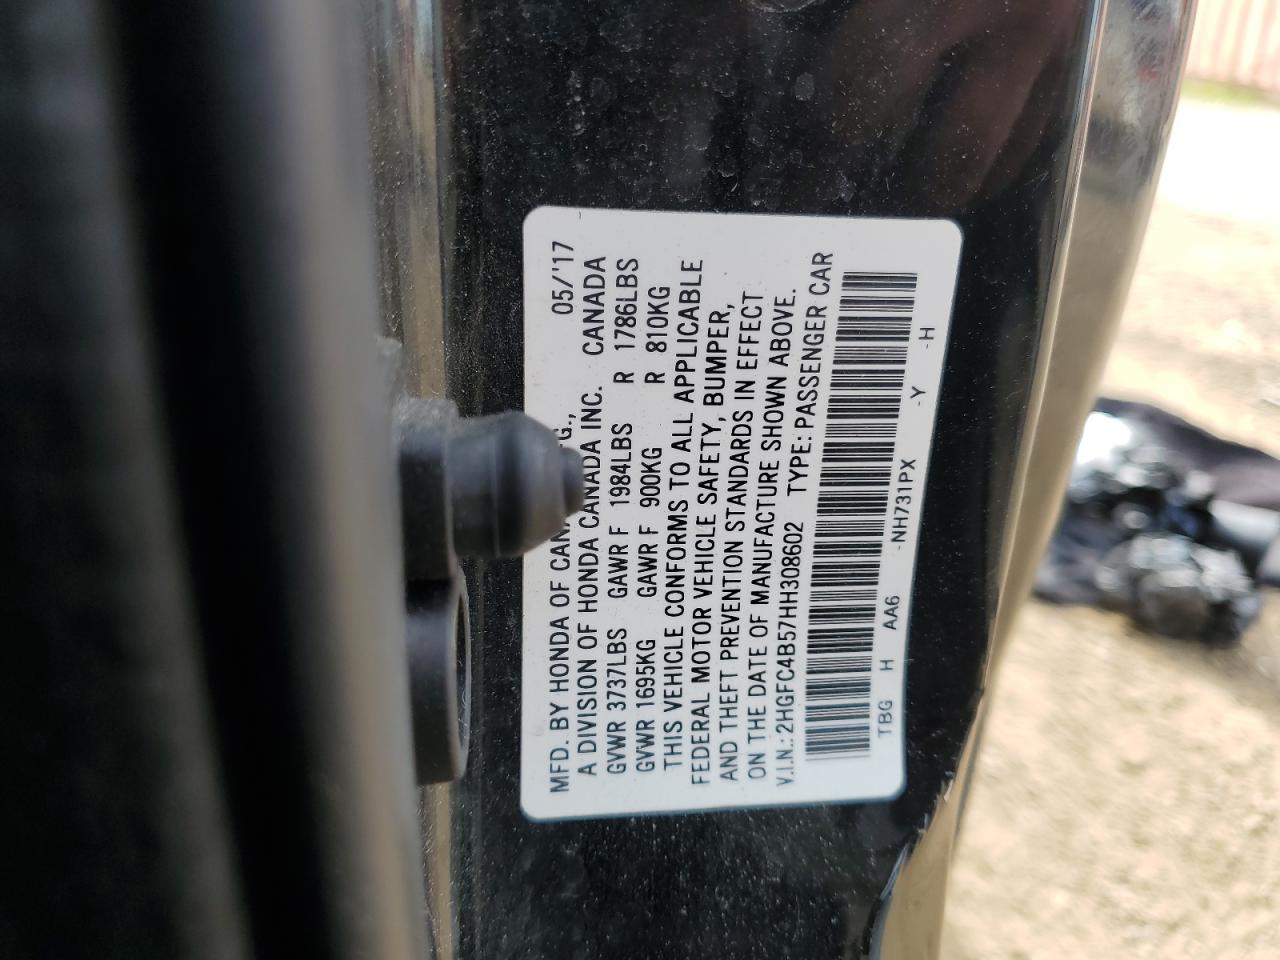 MFD. BY HONDA OF 05/'17
A DIVISION OF HONDA CANADA INC. CANADA
GVWR 3737LBS GAWR F 1984LBS R 1786LBS
GVWR 1695KG GAWR F 900KG R 810KG
THIS VEHICLE CONFORMS TO ALL APPLICABLE
FEDERAL MOTOR VEHICLE SAFETY, BUMPER,
AND THEFT PREVENTION STANDARDS IN EFFECT
ON THE DATE OF MANUFACTURE SHOWN ABOVE.
V.I.N.: 2HGFC4B57HH308602 TYPE: PASSENGER CAR
TBG H AA6 -NH731PX -Y -H